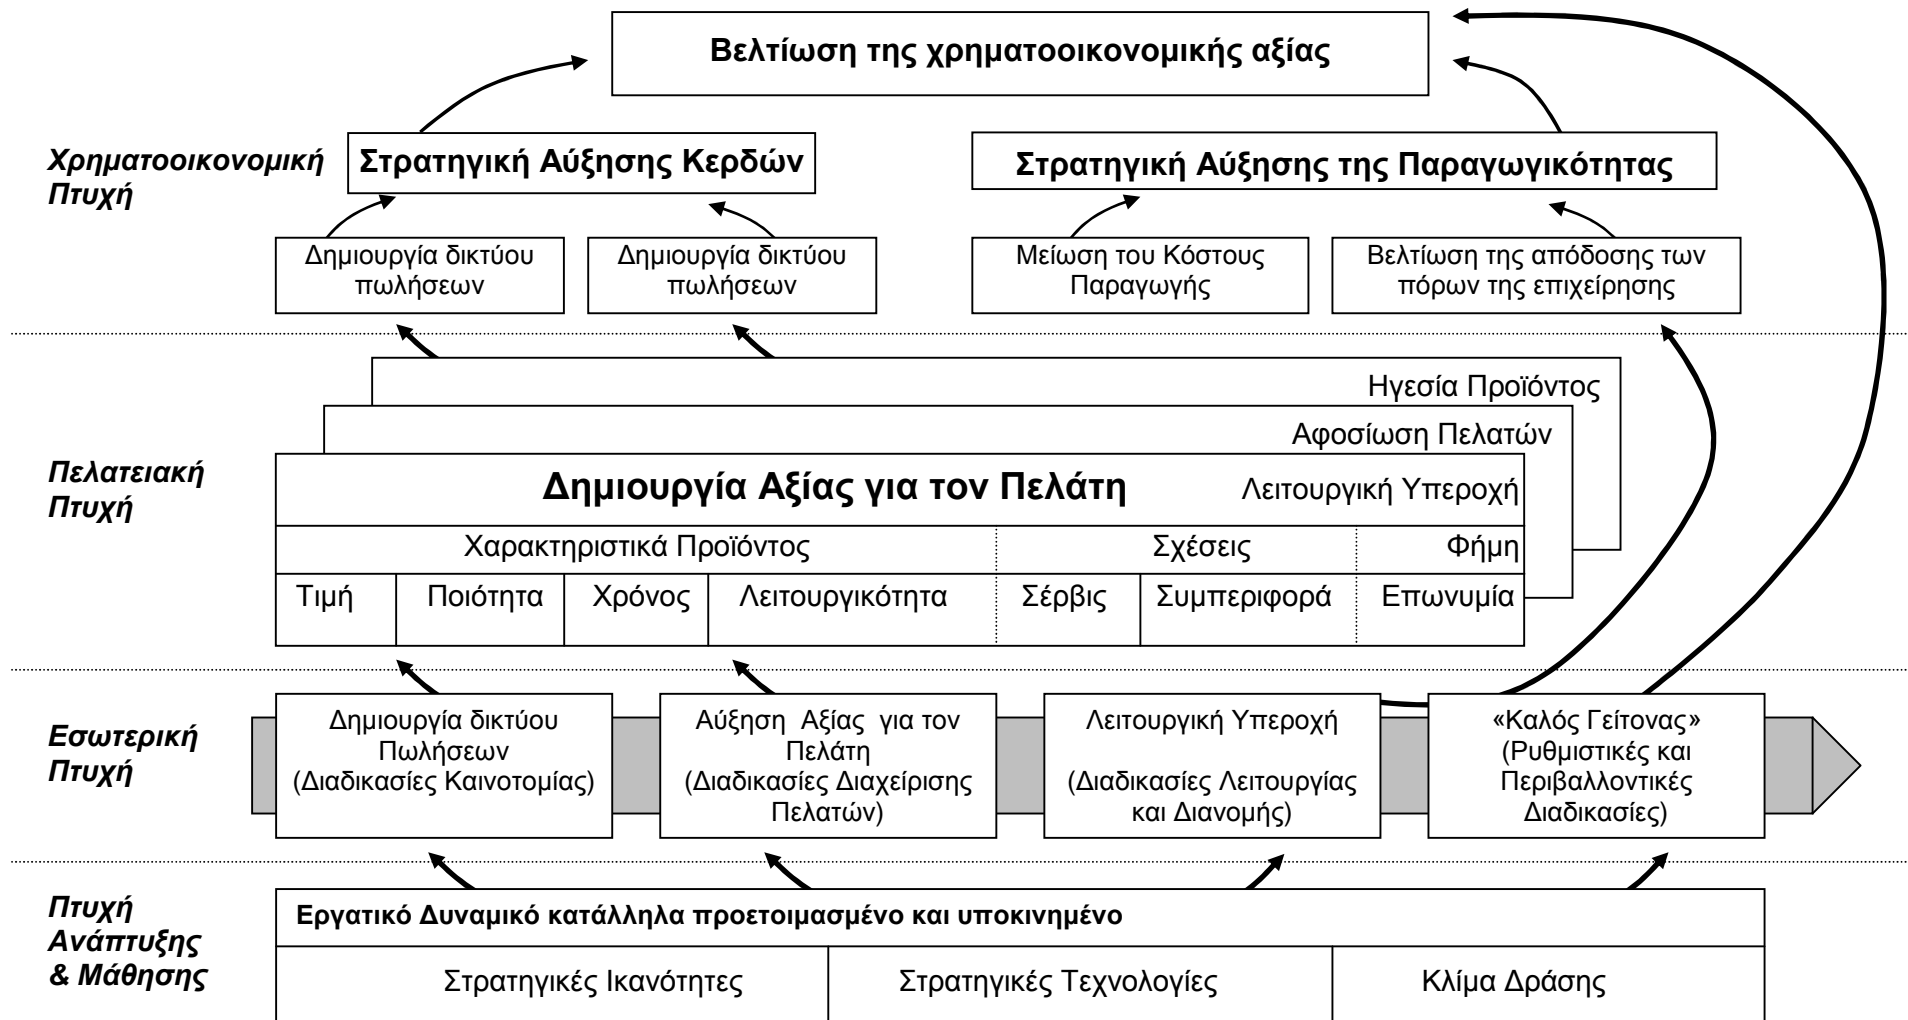 Βελτίωση της χρηματοοικονομικής αξίας
Χρηματοοικονομική
Πτυχή
Στρατηγική Αύξησης Κερδών
Στρατηγική Αύξησης της Παραγωγικότητας
Δημιουργία δικτύου
πωλήσεων
Δημιουργία δικτύου
πωλήσεων
Μείωση του Κόστους
Παραγωγής
Βελτίωση της απόδοσης των
πόρων της επιχείρησης
Πελατειακή
Πτυχή
Ηγεσία Προϊόντος
Αφοσίωση Πελατών
Δημιουργία Αξίας για τον Πελάτη
Λειτουργική Υπεροχή
Χαρακτηριστικά Προϊόντος
Σχέσεις
Φήμη
Τιμή
Ποιότητα
Χρόνος
Λειτουργικότητα
Σέρβις
Συμπεριφορά
Επωνυμία
Εσωτερική
Πτυχή
Δημιουργία δικτύου
Πωλήσεων
(Διαδικασίες Καινοτομίας)
Αύξηση Αξίας για τον
Πελάτη
(Διαδικασίες Διαχείρισης
Πελατών)
Λειτουργική Υπεροχή
(Διαδικασίες Λειτουργίας
και Διανομής)
«Καλός Γείτονας»
(Ρυθμιστικές και
Περιβαλλοντικές
Διαδικασίες)
Πτυχή
Ανάπτυξης
& Μάθησης
Εργατικό Δυναμικό κατάλληλα προετοιμασμένο και υποκινημένο
Στρατηγικές Ικανότητες
Στρατηγικές Τεχνολογίες
Κλίμα Δράσης